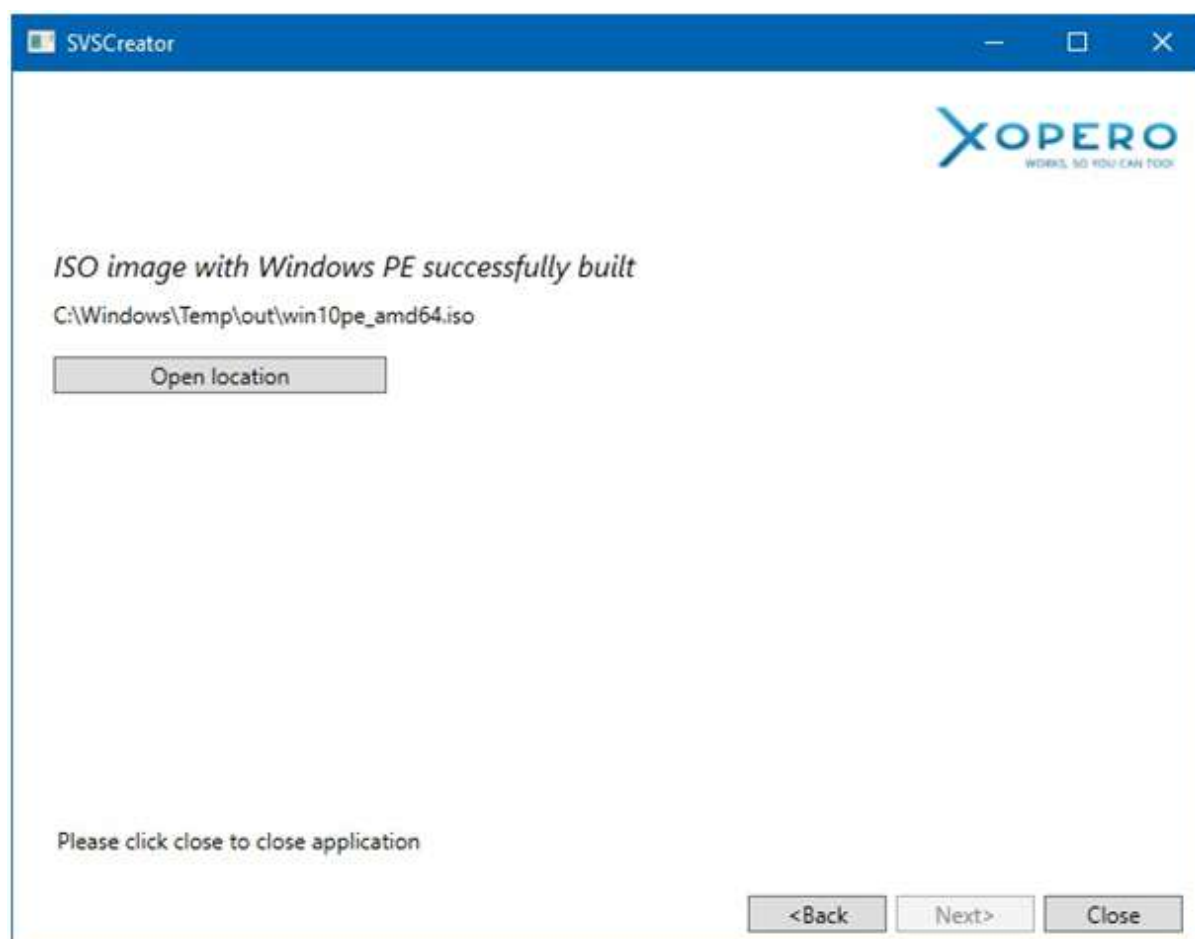 SVSCreator
XOPERO
WORKS, SO YOU CAN TOO!
ISO image with Windows PE successfully built
C:\Windows\Temp\out\win10pe_amd64.iso
Open location
Please click close to close application
<Back
Next>
Close